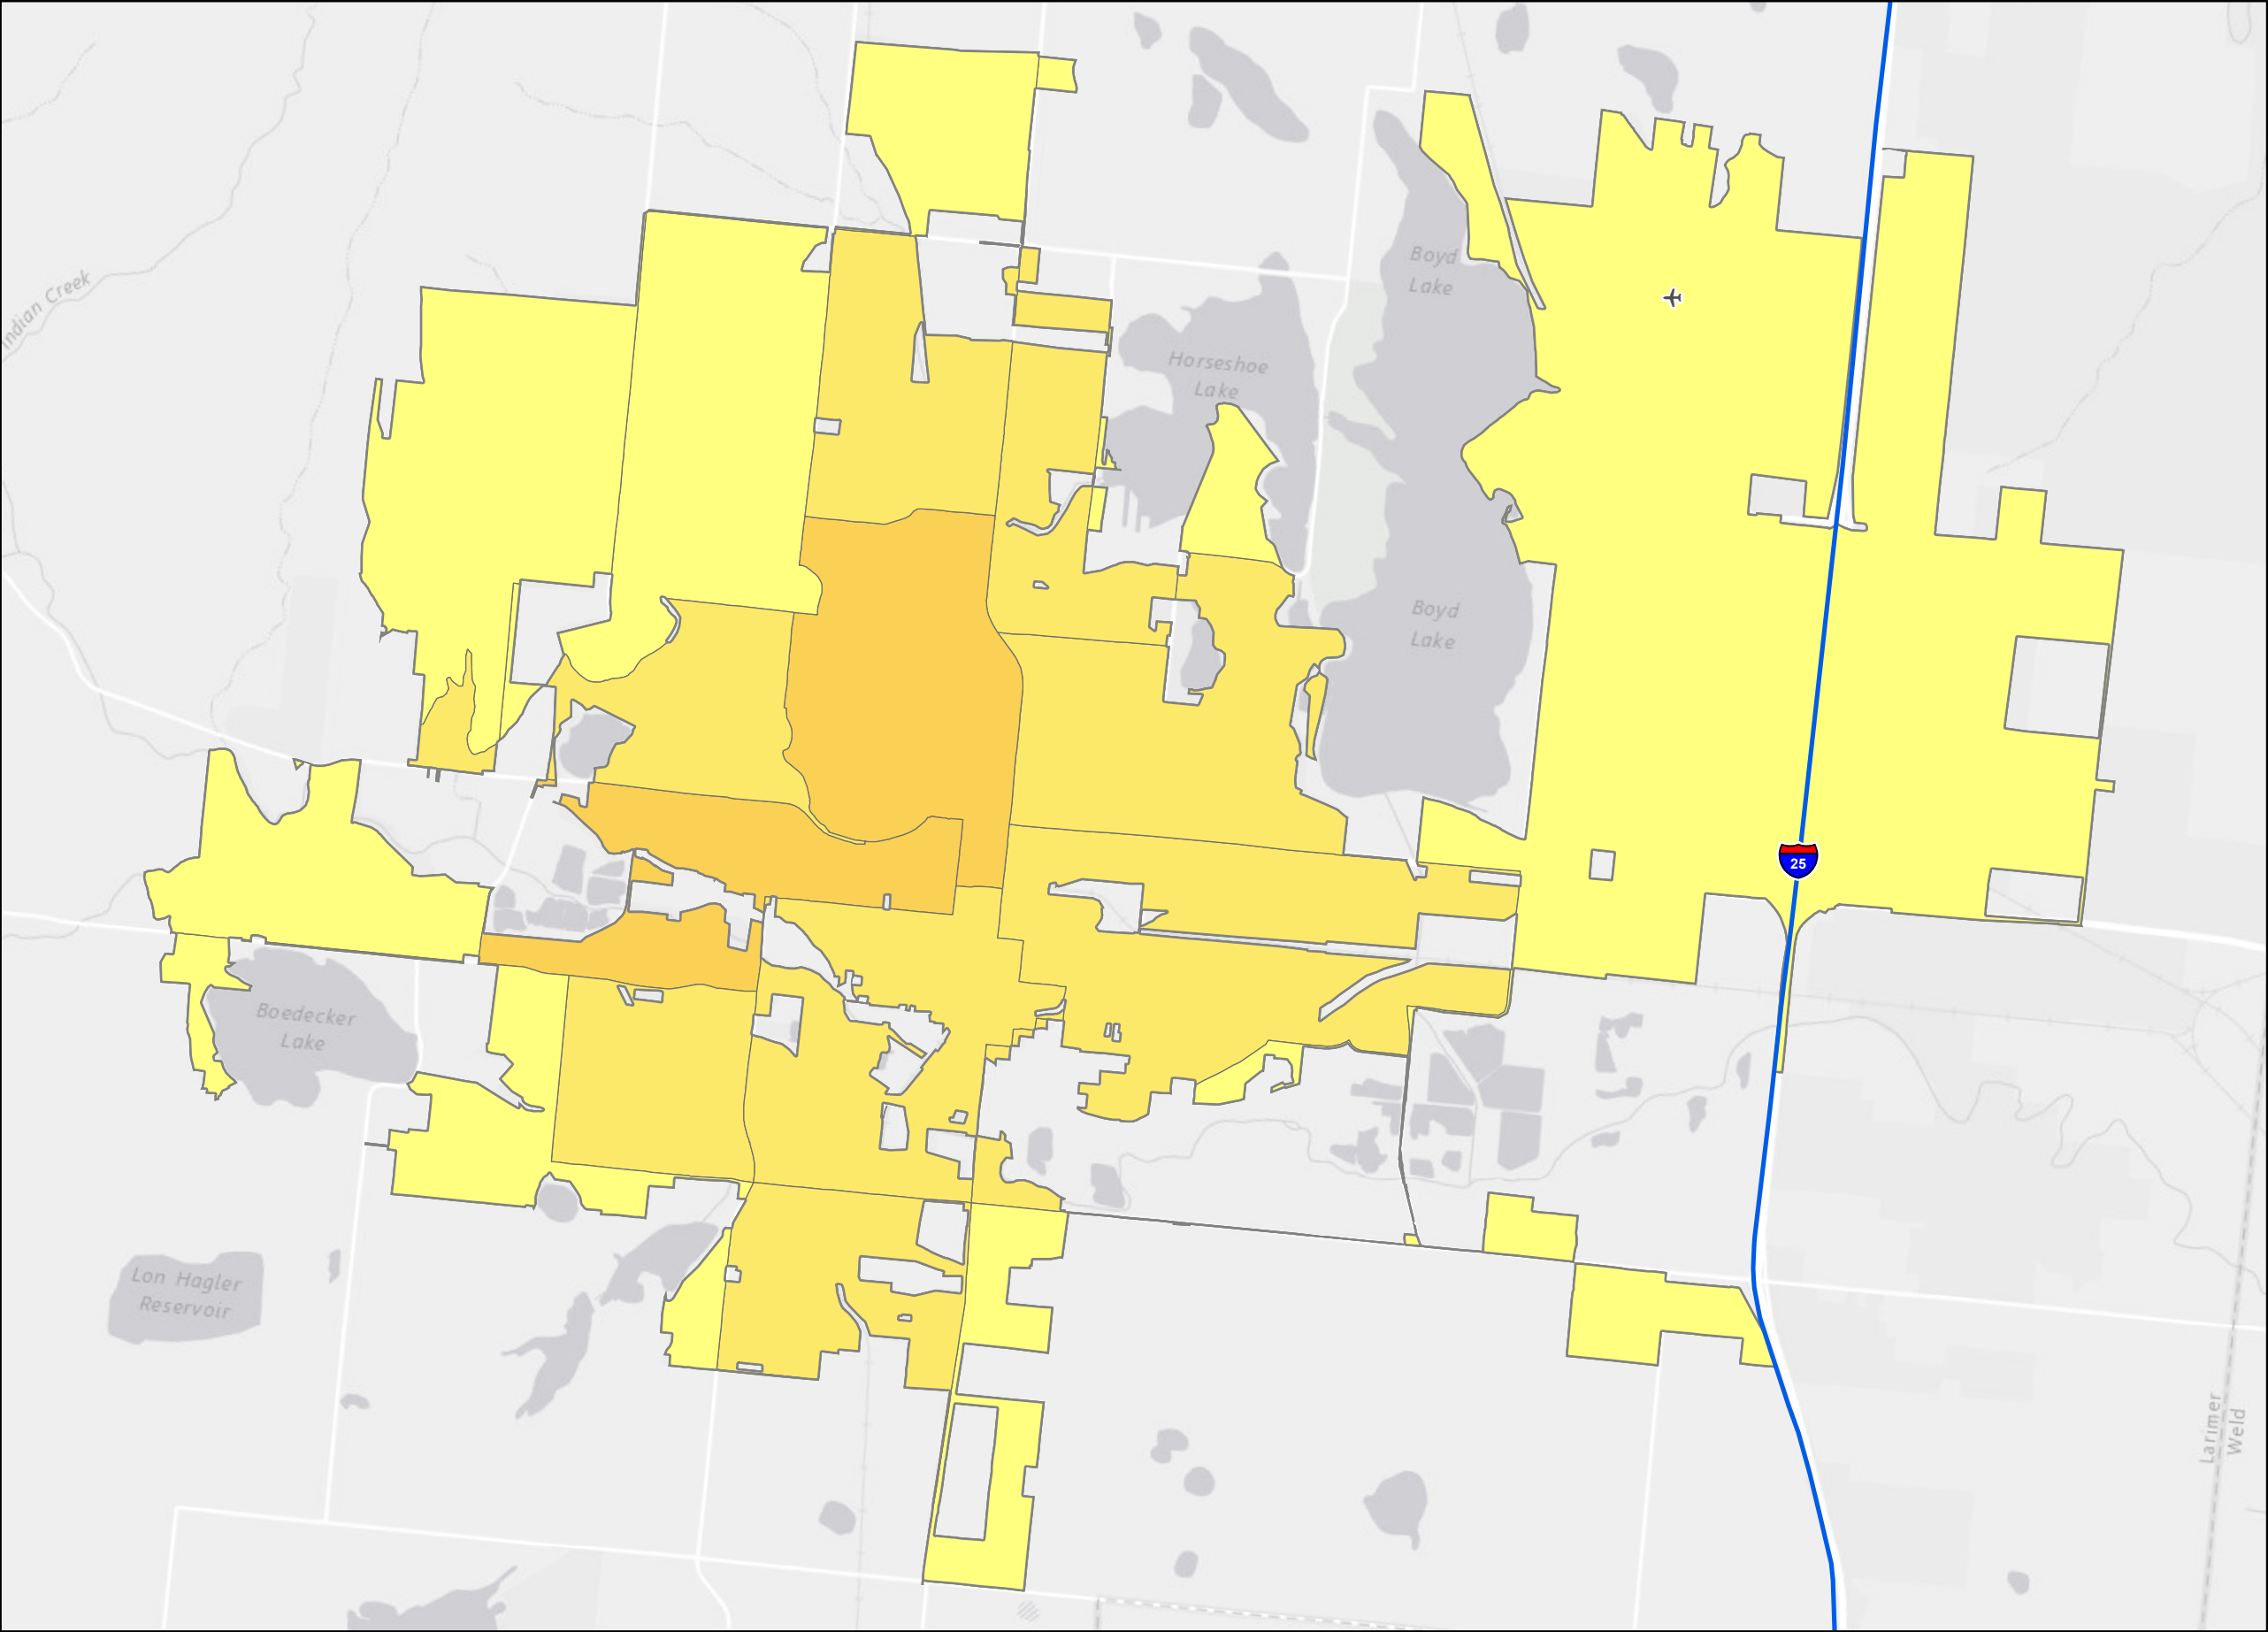 Boyd
Lake
Indian Creek
Horseshoe
Lake
Boyd
Lake
25
Boedecker
Lake
Lon Hagler
Reservoir
Larimer
Weld